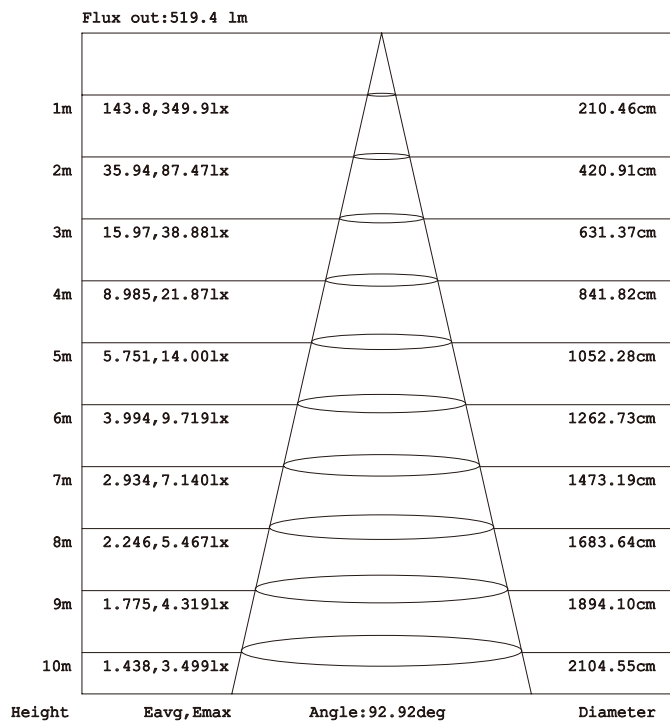 Flux out:519.4 lm
1m 143.8,349.9lx 210.46cm
2m 35.94,87.47lx 420.91cm
3m 15.97,38.88lx 631.37cm
4m 8.985,21.87lx 841.82cm
5m 5.751,14.00lx 1052.28cm
6m 3.994,9.719lx 1262.73cm
7m 2.934,7.140lx 1473.19cm
8m 2.246,5.467lx 1683.64cm
9m 1.775,4.319lx 1894.10cm
10m 1.438,3.499lx 2104.55cm
Height Eavg,Emax Angle:92.92deg Diameter